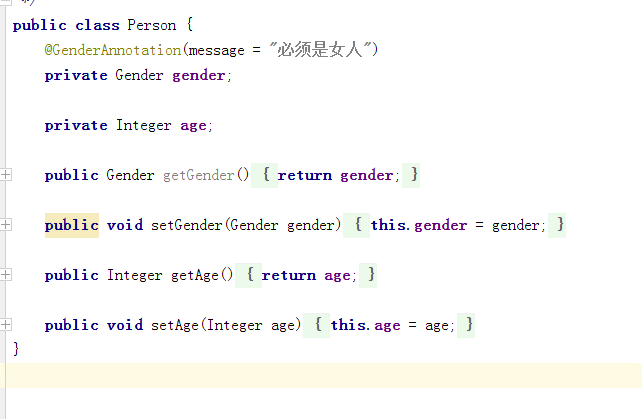 */
public class Person {
@GenderAnnotation(message = "必须是女人")
private Gender gender;
private Integer age;
public Gender getGender() { return gender; }
public void setGender(Gender gender) { this.gender = gender; }
public Integer getAge() { return age; }
public void setAge(Integer age) { this.age = age; }
}